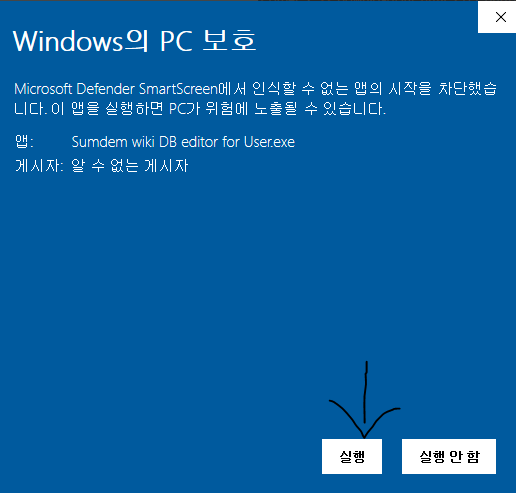 Windows의 PC 보호
Microsoft Defender SmartScreen에서 인식할 수 없는 앱의 시작을 차단했습
니다. 이 앱을 실행하면 PC가 위험에 노출될 수 있습니다.
앱: Sumdem wiki DB editor for User.exe
게시자: 알 수 없는 게시자
실행 실행 안 함